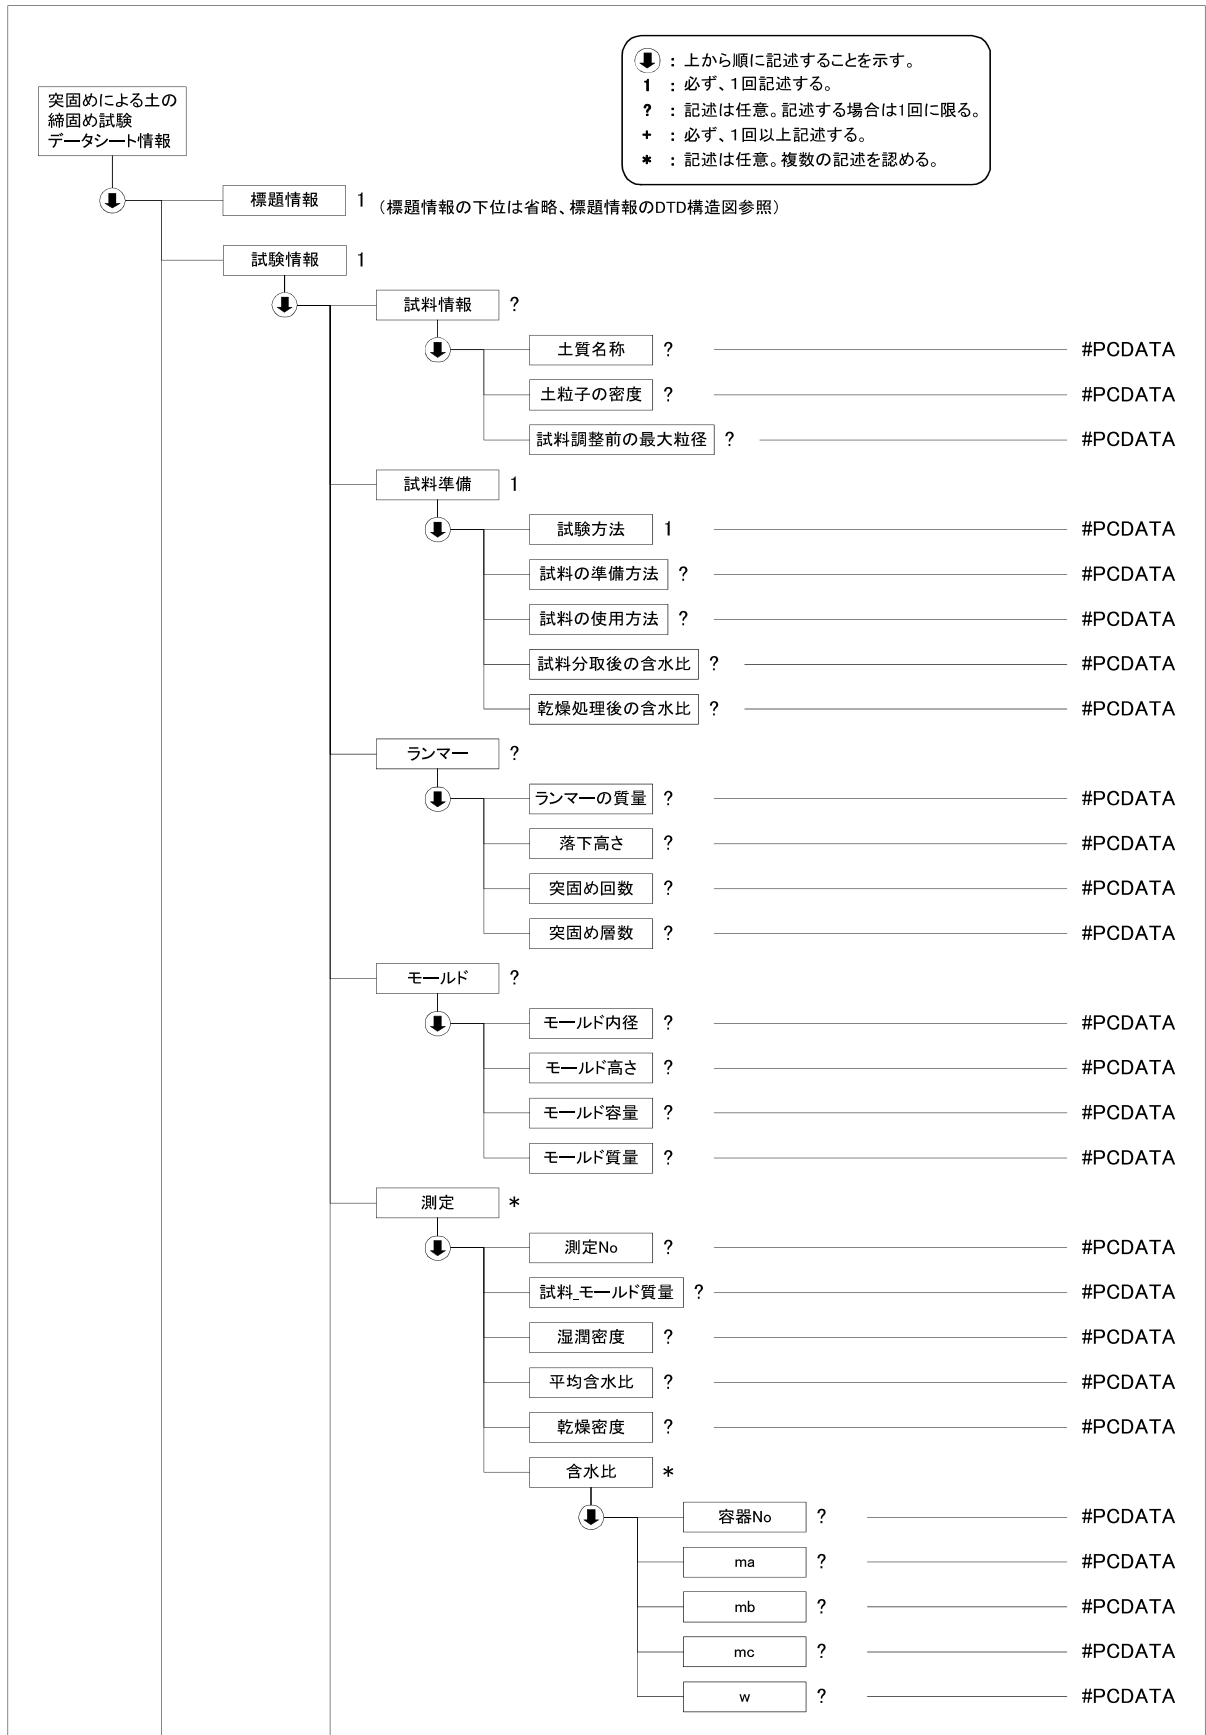 ⬇ : 上から順に記述することを示す。
1 : 必ず、1回記述する。
? : 記述は任意。記述する場合は1回に限る。
+ : 必ず、1回以上記述する。
* : 記述は任意。複数の記述を認める。
突固めによる土の
締固め試験
データシート情報
標題情報 1 (標題情報の下位は省略、標題情報のDTD構造図参照)
試験情報 1
試料情報 ?
土質名称 ? #PCDATA
土粒子の密度 ? #PCDATA
試料調整前の最大粒径 ? #PCDATA
試料準備 1
試験方法 1 #PCDATA
試料の準備方法 ? #PCDATA
試料の使用方法 ? #PCDATA
試料分取後の含水比 ? #PCDATA
乾燥処理後の含水比 ? #PCDATA
ランマー ?
ランマーの質量 ? #PCDATA
落下高さ ? #PCDATA
突固め回数 ? #PCDATA
突固め層数 ? #PCDATA
モールド ?
モールド内径 ? #PCDATA
モールド高さ ? #PCDATA
モールド容量 ? #PCDATA
モールド質量 ? #PCDATA
測定 *
測定No ? #PCDATA
試料_モールド質量 ? #PCDATA
湿潤密度 ? #PCDATA
平均含水比 ? #PCDATA
乾燥密度 ? #PCDATA
含水比 *
容器No ? #PCDATA
ma ? #PCDATA
mb ? #PCDATA
mc ? #PCDATA
w ? #PCDATA